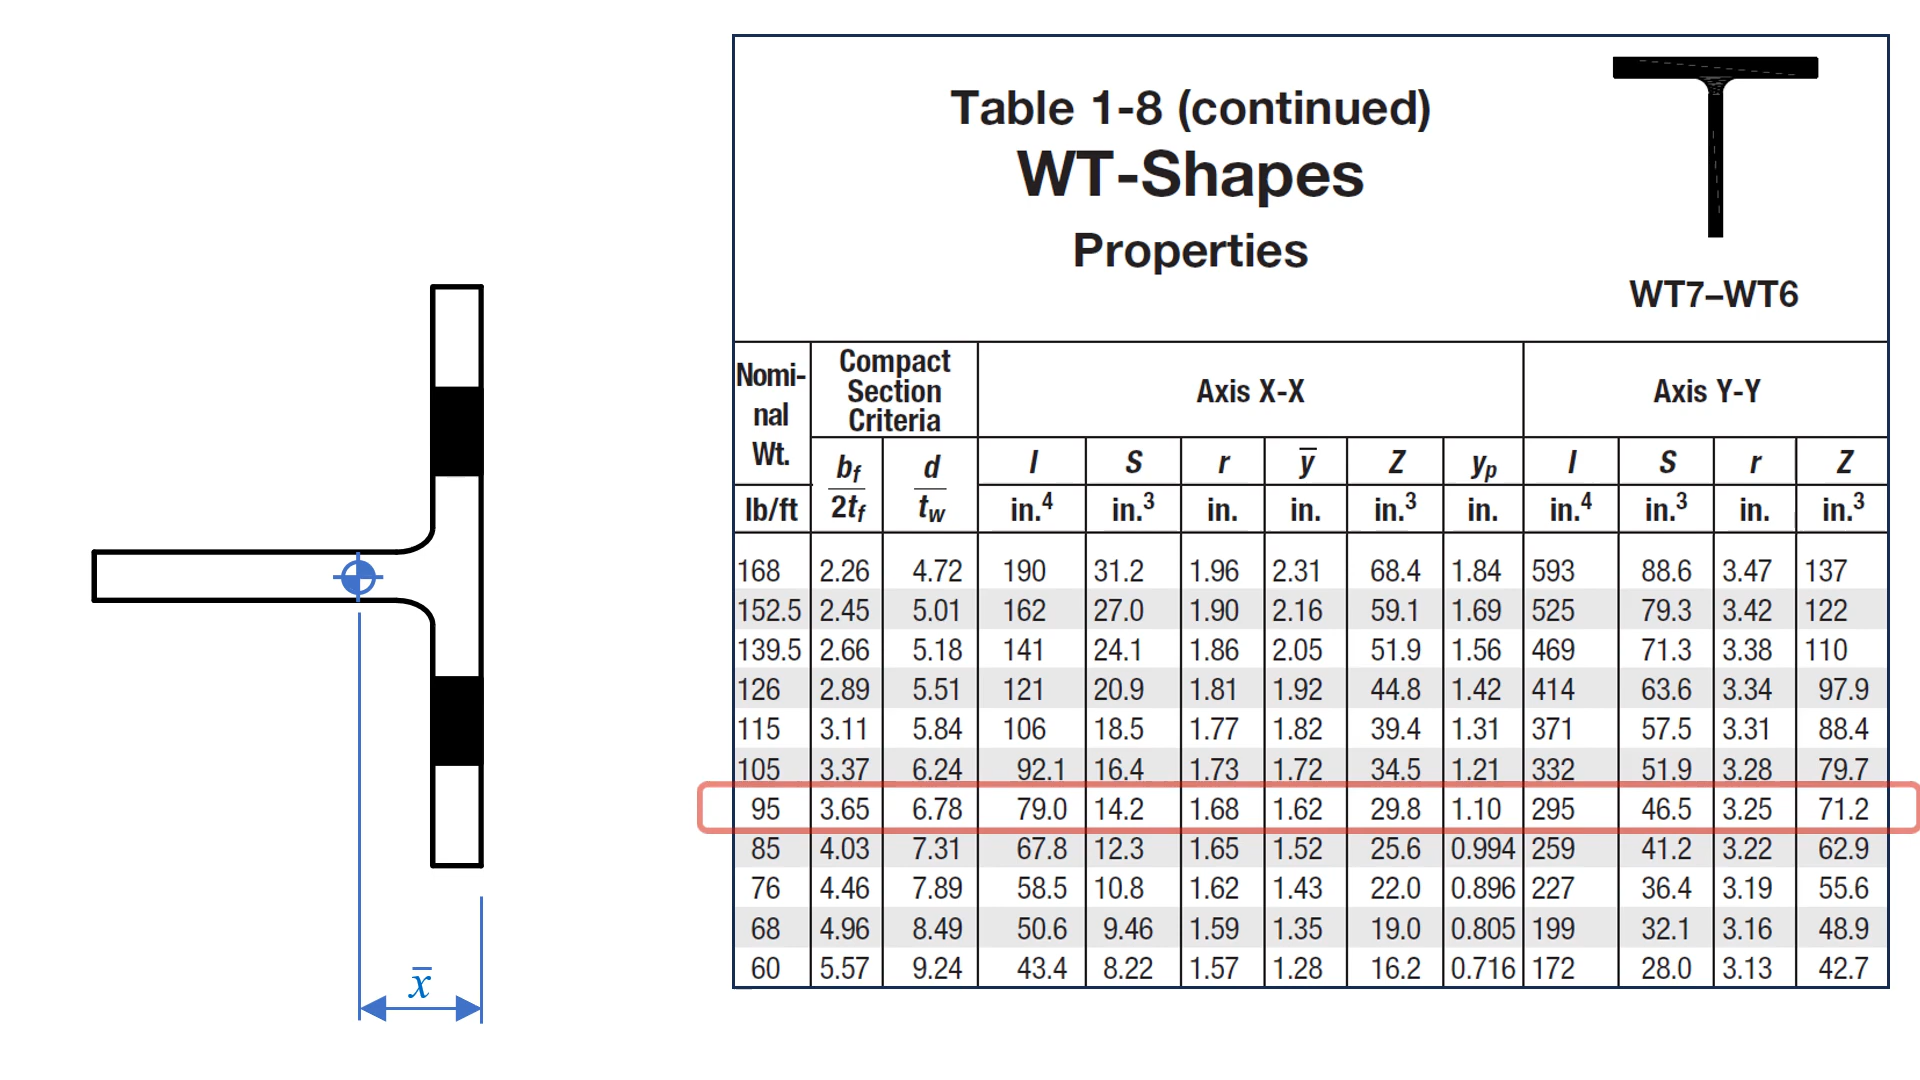 Table 1-8 (continued)
WT-Shapes
Properties
WT7–WT6
Nomi-
nal
Wt.
Compact
Section
Criteria
Axis X-X
Axis Y-Y
b_f / 2t_f
d / t_w
I S r y̅ Z y_p I S r Z
lb/ft in.⁴ in.³ in. in. in.³ in. in.⁴ in.³ in. in.³
168 2.26 4.72 190 31.2 1.96 2.31 68.4 1.84 593 88.6 3.47 137
152.5 2.45 5.01 162 27.0 1.90 2.16 59.1 1.69 525 79.3 3.42 122
139.5 2.66 5.18 141 24.1 1.86 2.05 51.9 1.56 469 71.3 3.38 110
126 2.89 5.51 121 20.9 1.81 1.92 44.8 1.42 414 63.6 3.34 97.9
115 3.11 5.84 106 18.5 1.77 1.82 39.4 1.31 371 57.5 3.31 88.4
105 3.37 6.24 92.1 16.4 1.73 1.72 34.5 1.21 332 51.9 3.28 79.7
95 3.65 6.78 79.0 14.2 1.68 1.62 29.8 1.10 295 46.5 3.25 71.2
85 4.03 7.31 67.8 12.3 1.65 1.52 25.6 0.994 259 41.2 3.22 62.9
76 4.46 7.89 58.5 10.8 1.62 1.43 22.0 0.896 227 36.4 3.19 55.6
68 4.96 8.49 50.6 9.46 1.59 1.35 19.0 0.805 199 32.1 3.16 48.9
60 5.57 9.24 43.4 8.22 1.57 1.28 16.2 0.716 172 28.0 3.13 42.7
x̅